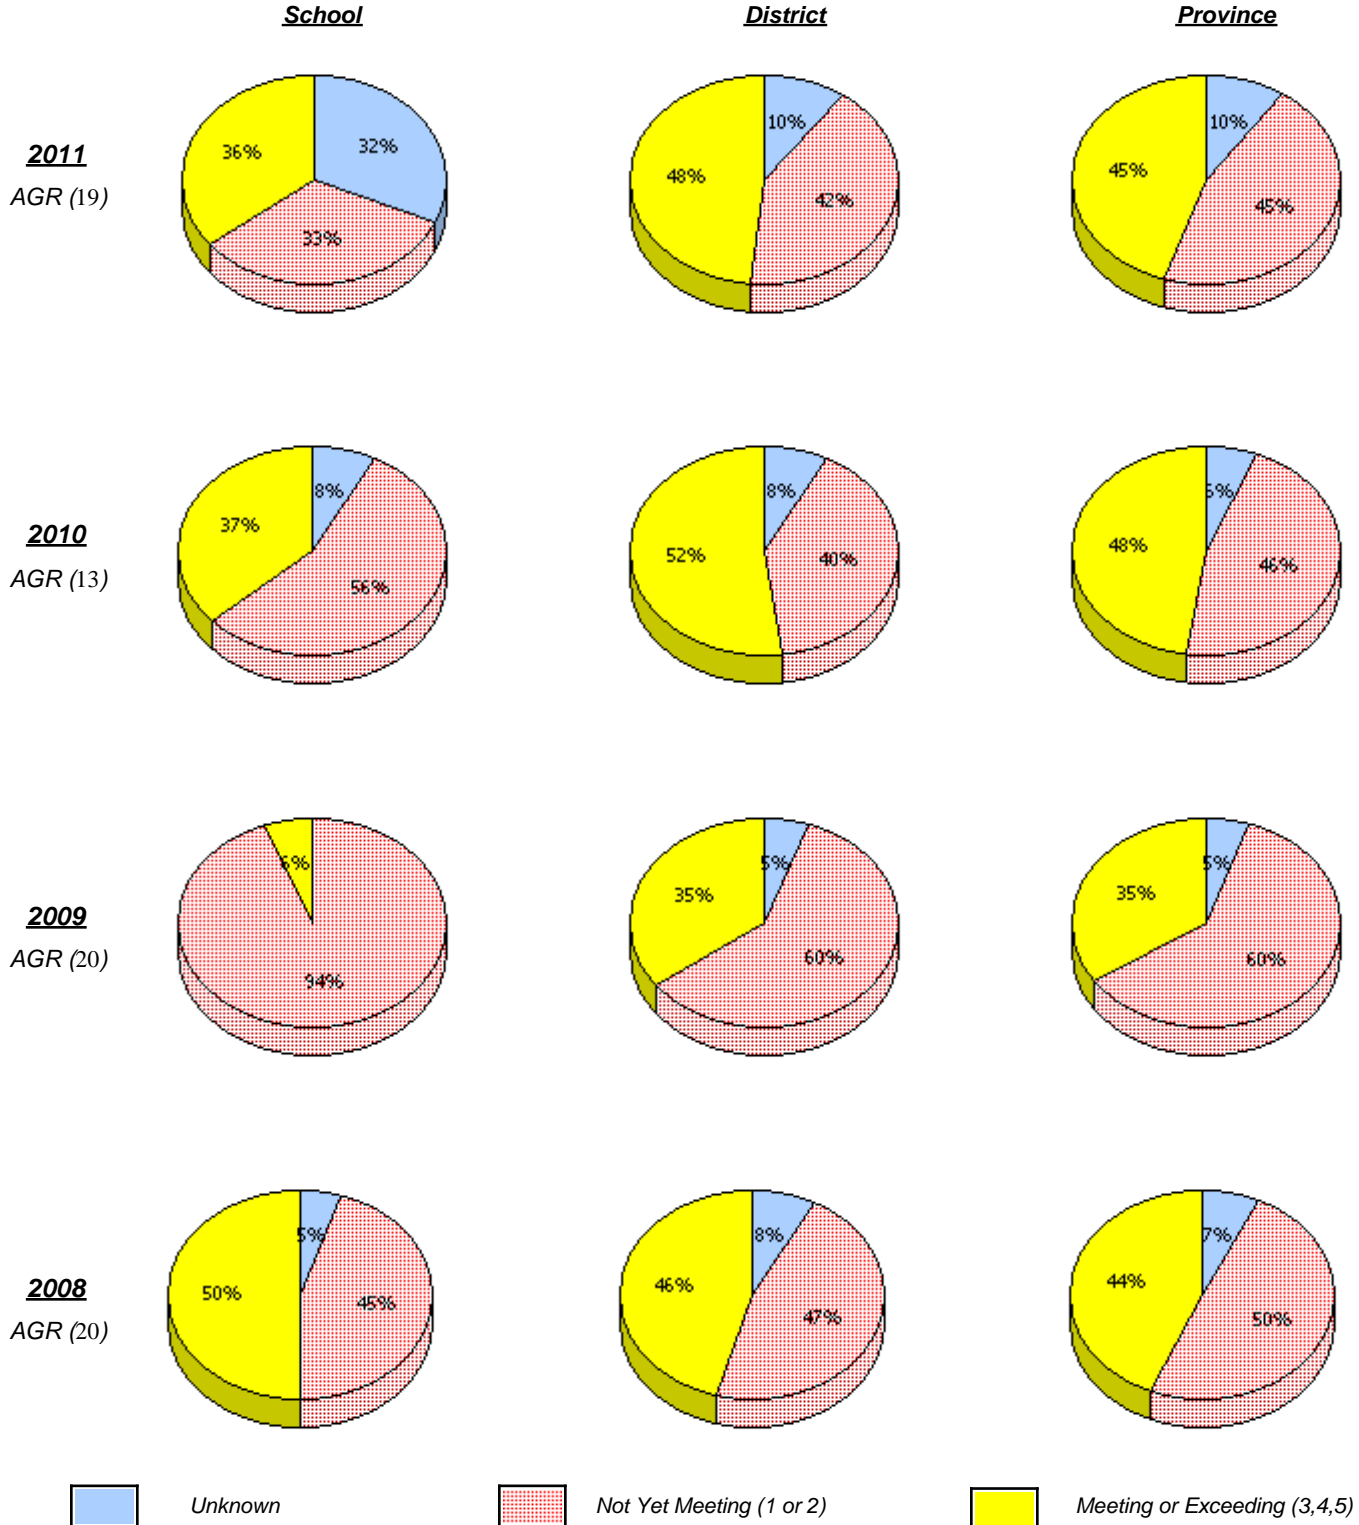 School District Province
2011
AGR (19)
36% 32% 33%
48% 10% 42%
45% 10% 45%
2010
AGR (13)
37% 8% 56%
52% 8% 40%
48% 46%
2009
AGR (20)
6% 94%
35% 5% 60%
35% 5% 60%
2008
AGR (20)
50% 5% 45%
46% 8% 47%
44% 7% 50%
Unknown Not Yet Meeting (1 or 2) Meeting or Exceeding (3,4,5)